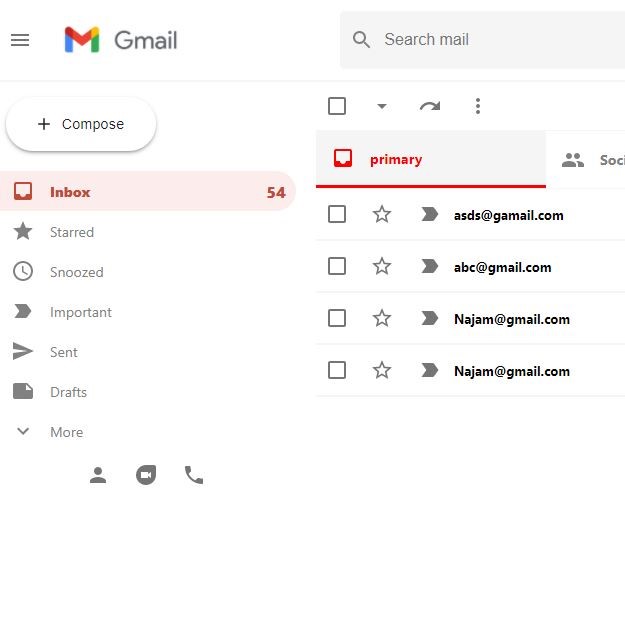 Gmail
Search mail
Compose
primary
Soci
Inbox 54
Starred
Snoozed
Important
Sent
Drafts
More
asds@gamail.com
abc@gmail.com
Najam@gmail.com
Najam@gmail.com